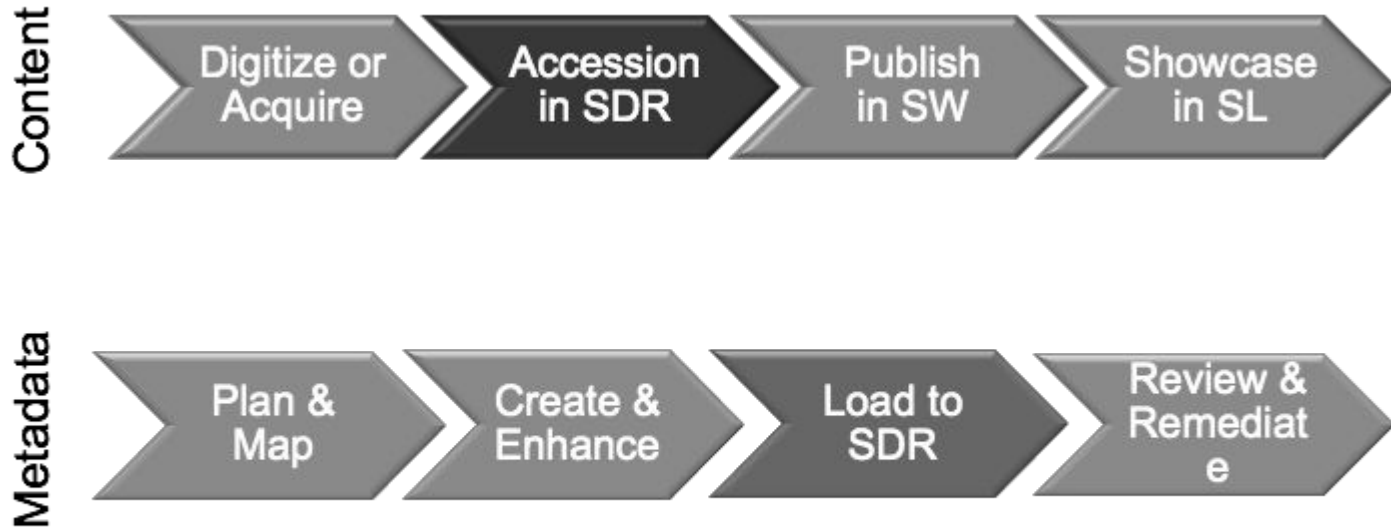 Content
Digitize or
Acquire
Accession
in SDR
Publish
in SW
Showcase
in SL
Metadata
Plan &
Map
Create &
Enhance
Load to
SDR
Review &
Remediat
e